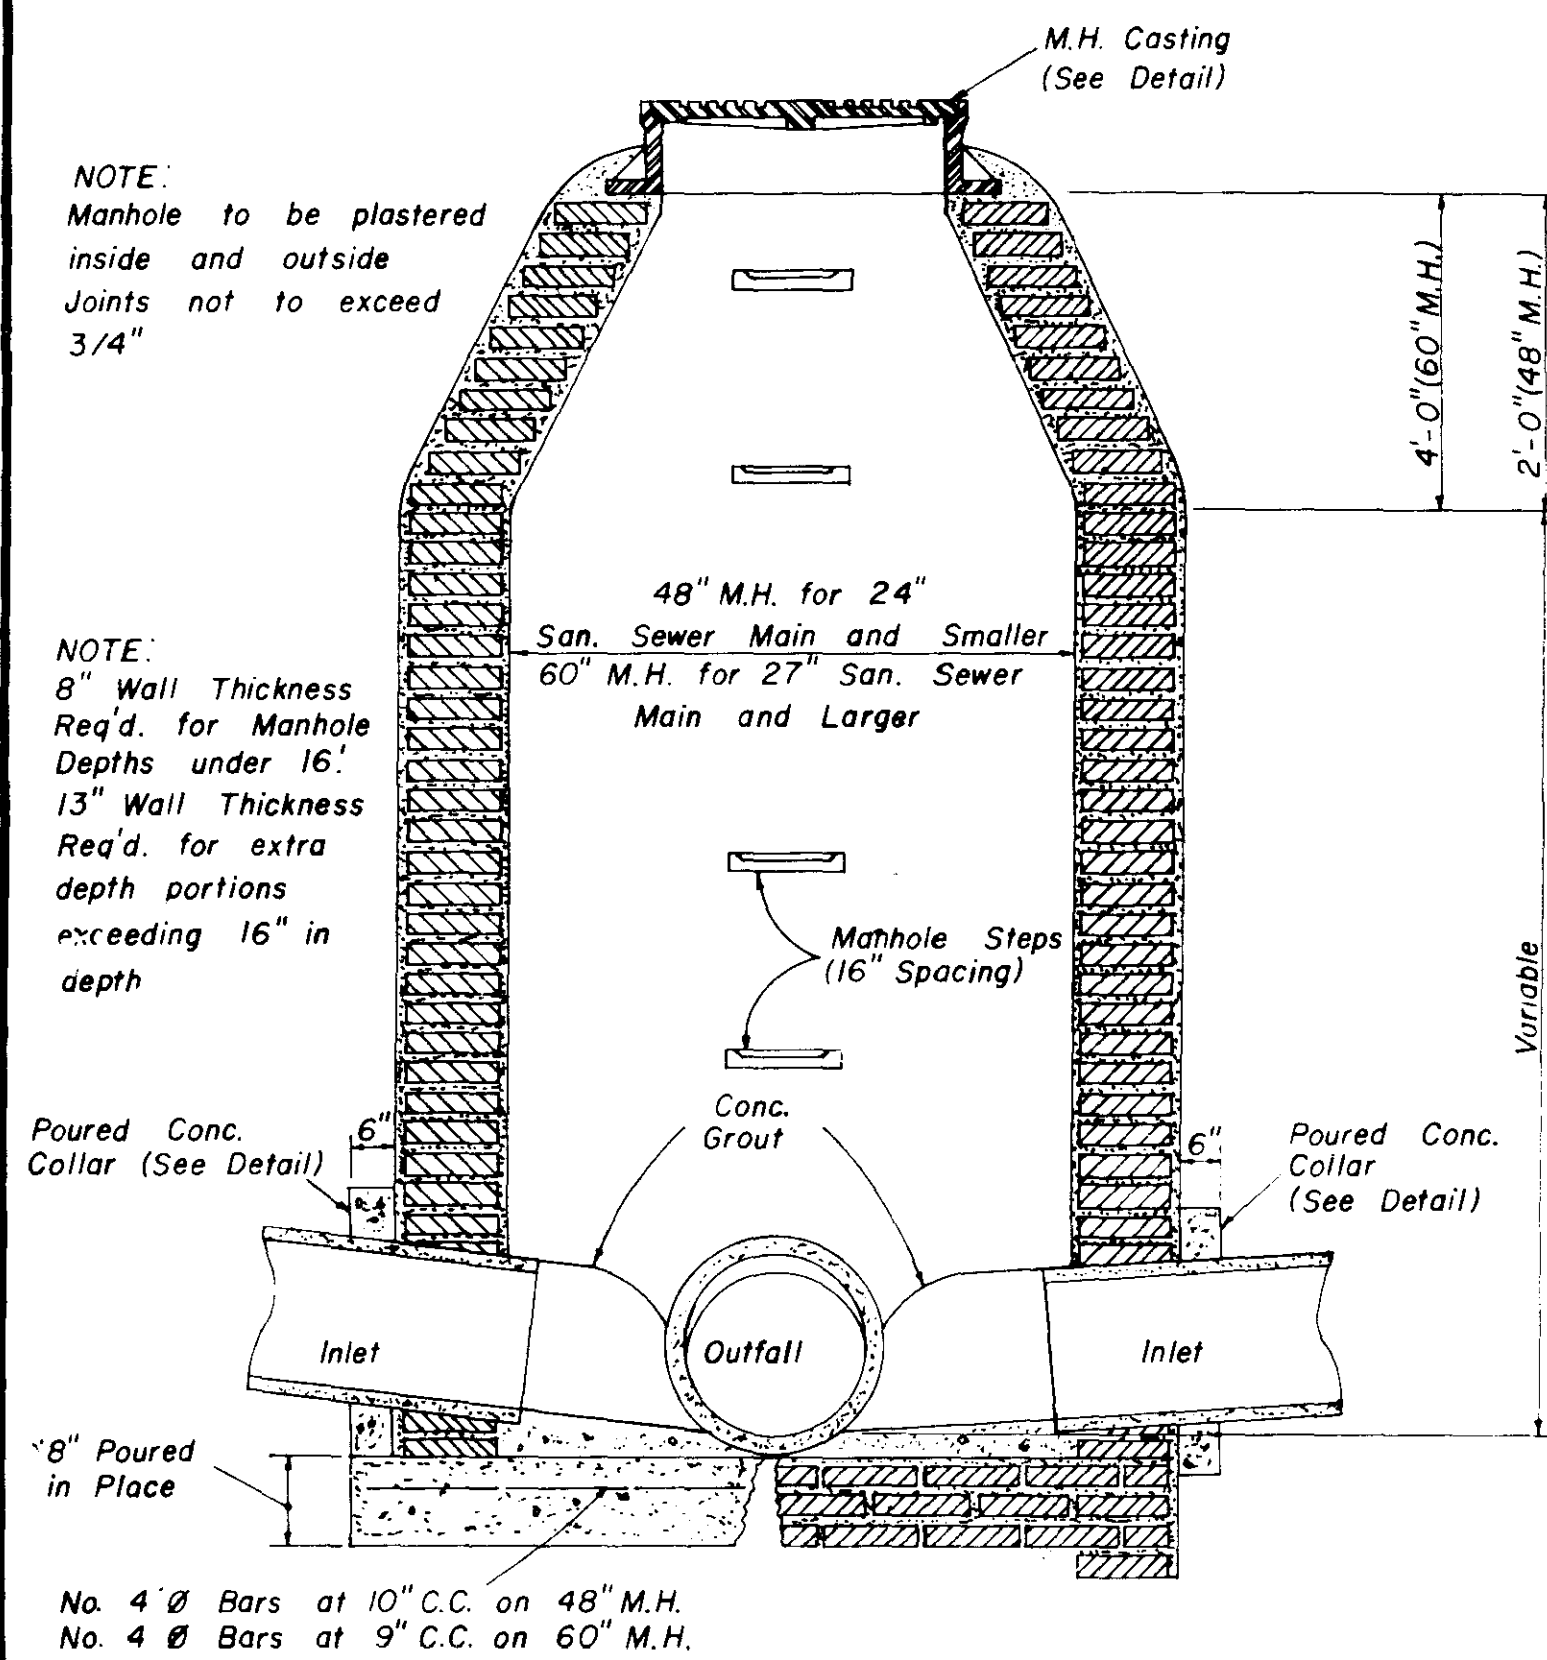 M.H. Casting
(See Detail)
NOTE:
Manhole to be plastered
inside and outside
Joints not to exceed
3/4"
4'-0"(60" M.H.)
2'-0"(48" M.H.)
48" M.H. for 24"
San. Sewer Main and Smaller
60" M.H. for 27" San. Sewer
Main and Larger
NOTE:
8" Wall Thickness
Req'd. for Manhole
Depths under 16'.
13" Wall Thickness
Req'd. for extra
depth portions
exceeding 16" in
depth
Manhole Steps
(16" Spacing)
Variable
Conc.
Grout
Poured Conc.
Collar (See Detail)
6"
6"
Poured Conc.
Collar
(See Detail)
Inlet
Outfall
Inlet
8" Poured
in Place
No. 4 Ø Bars at 10" C.C. on 48" M.H.
No. 4 Ø Bars at 9" C.C. on 60" M.H.